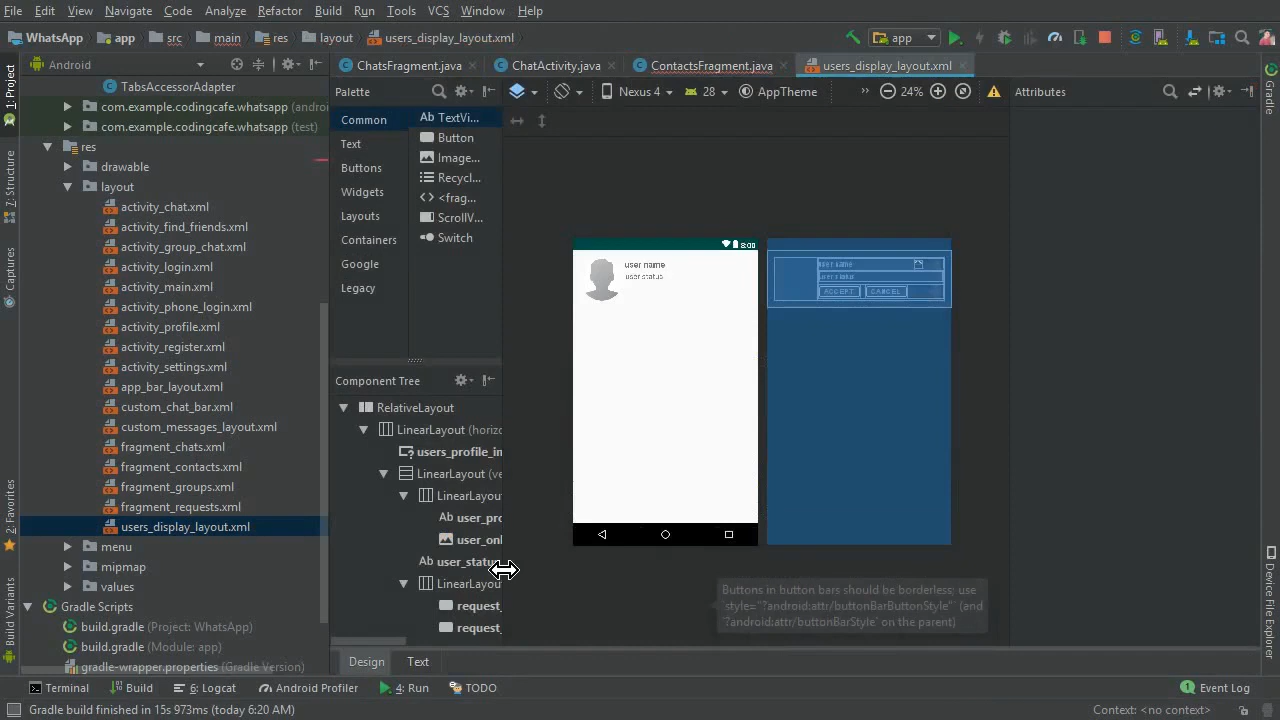 File Edit View Navigate Code Analyze Refactor Build Run Tools VCS Window Help
WhatsApp app src main res layout users_display_layout.xml app
1: Project
7: Structure
Captures
2: Favorites
Build Variants
Android
TabsAccessorAdapter
com.example.codingcafe.whatsapp (androi
com.example.codingcafe.whatsapp (test)
res
drawable
layout
activity_chat.xml
activity_find_friends.xml
activity_group_chat.xml
activity_login.xml
activity_main.xml
activity_phone_login.xml
activity_profile.xml
activity_register.xml
activity_settings.xml
app_bar_layout.xml
custom_chat_bar.xml
custom_messages_layout.xml
fragment_chats.xml
fragment_contacts.xml
fragment_groups.xml
fragment_requests.xml
users_display_layout.xml
menu
mipmap
values
Gradle Scripts
build.gradle (Project: WhatsApp)
build.gradle (Module: app)
gradle-wrapper.properties (Gradle Version)
ChatsFragment.java ChatActivity.java ContactsFragment.java users_display_layout.xml
Palette
Common
Text
Buttons
Widgets
Layouts
Containers
Google
Legacy
Ab TextVi...
Button
Image...
Recycl...
<frag...
ScrollV...
Switch
Component Tree
RelativeLayout
LinearLayout (horizo
users_profile_im
LinearLayout (ve
LinearLayou
Ab user_pro
user_onl
Ab user_statu
LinearLayou
request_
request_
Nexus 4 28 AppTheme 24%
8:00
user name
user status
user name
user status
ACCEPT CANCEL
Buttons in button bars should be borderless; use
`style="?android:attr/buttonBarButtonStyle"` (and
`?android:attr/buttonBarStyle` on the parent)
Design Text
Attributes
Gradle
Device File Explorer
Terminal Build 6: Logcat Android Profiler 4: Run TODO Event Log
Gradle build finished in 15s 973ms (today 6:20 AM) Context: <no context>